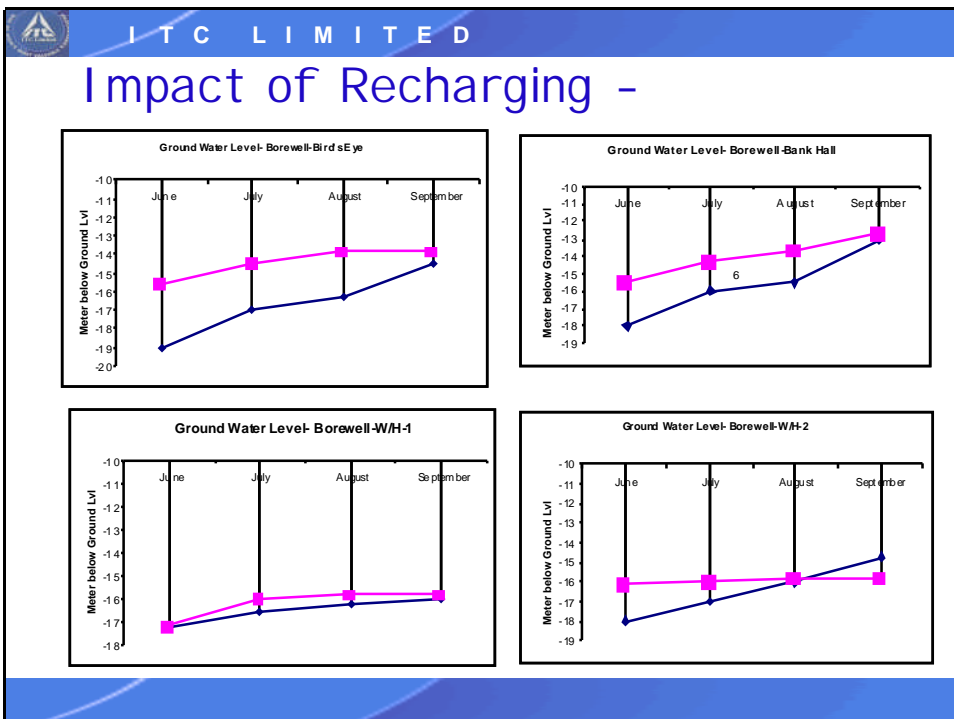 ITC LIMITED
Impact of Recharging -
Ground Water Level- Borewell-Bird'sEye
Meter below Ground Lvl
-10
-11
-12
-13
-14
-15
-16
-17
-18
-19
-20
June July August September
Ground Water Level- Borewell-Bank Hall
Meter below Ground Lvl
-10
-11
-12
-13
-14
-15
-16
-17
-18
-19
June July August September
6
Ground Water Level- Borewell-W/H-1
Meter below Ground Lvl
-10
-11
-12
-13
-14
-15
-16
-17
-18
June July August September
Ground Water Level- Borewell-W/H-2
Meter below Ground Lvl
-10
-11
-12
-13
-14
-15
-16
-17
-18
-19
June July August September